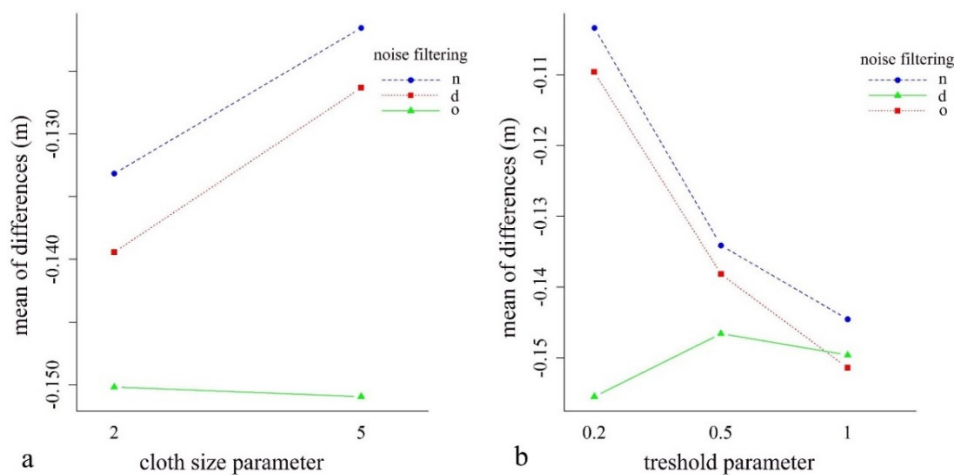 noise filtering
n
d
o
-0.130
-0.140
-0.150
mean of differences (m)
2
5
cloth size parameter
a
noise filtering
n
d
o
-0.11
-0.12
-0.13
-0.14
-0.15
mean of differences (m)
0.2
0.5
1
treshold parameter
b